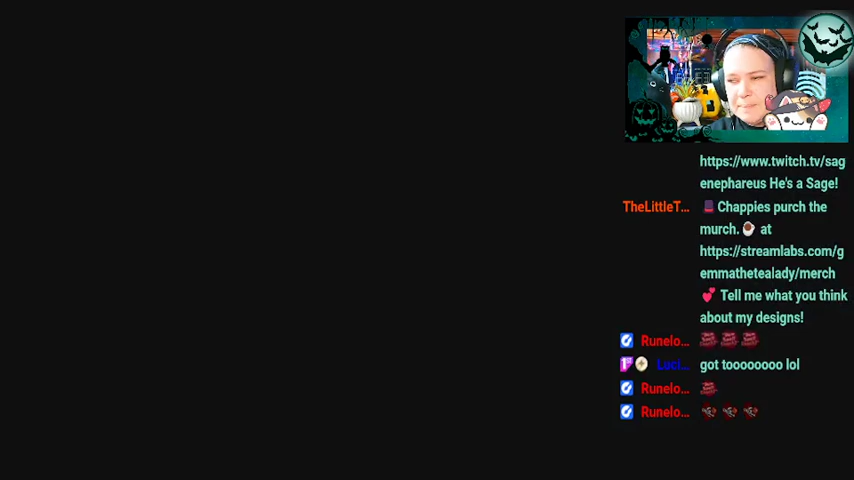 https://www.twitch.tv/sag
enephareus He's a Sage!
TheLittleT... Chappies purch the
murch. at
https://streamlabs.com/g
emmathetealady/merch
Tell me what you think
about my designs!
Runelo...
Luci... got toooooooo lol
Runelo...
Runelo...